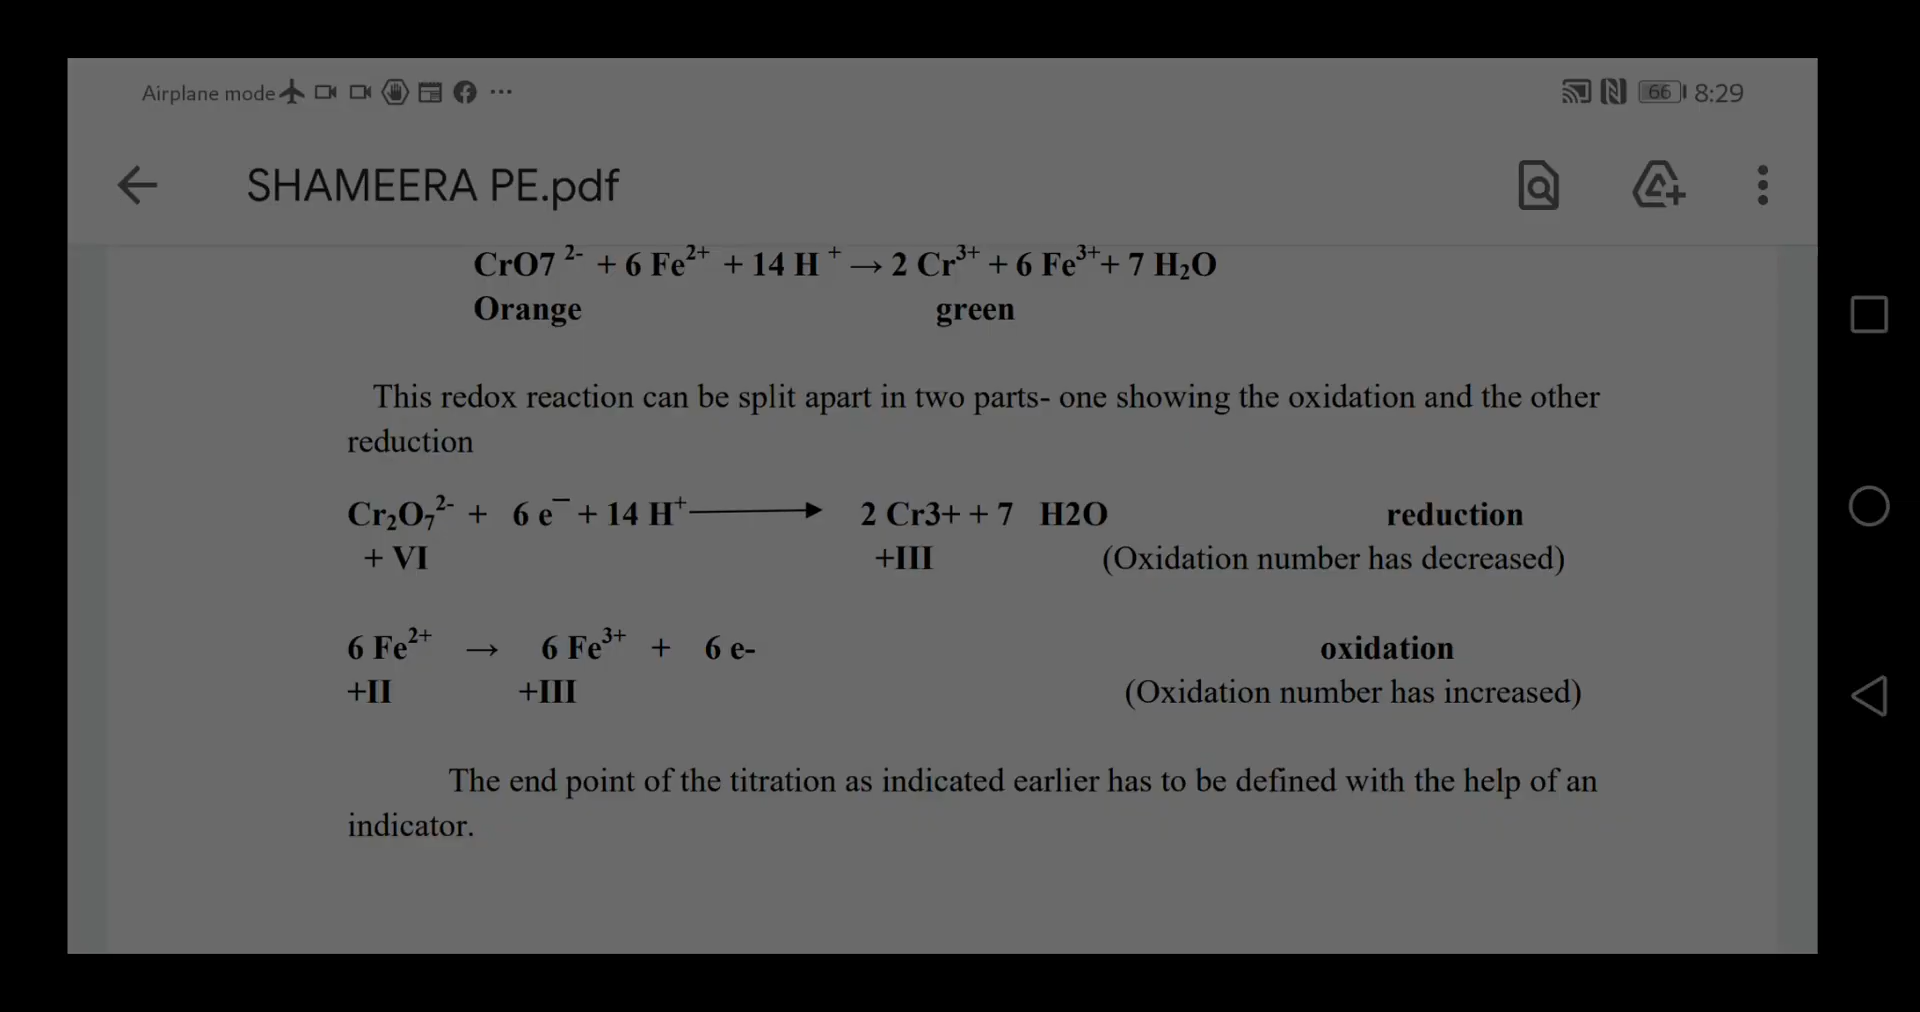 Airplane mode ... 66 8:29
SHAMEERA PE.pdf
CrO7 ²⁻ + 6 Fe²⁺ + 14 H ⁺ → 2 Cr³⁺ + 6 Fe³⁺+ 7 H₂O
Orange green
This redox reaction can be split apart in two parts- one showing the oxidation and the other
reduction
Cr₂O₇²⁻ + 6 e⁻ + 14 H⁺ → 2 Cr3+ + 7 H2O reduction
+ VI +III (Oxidation number has decreased)
6 Fe²⁺ → 6 Fe³⁺ + 6 e- oxidation
+II +III (Oxidation number has increased)
The end point of the titration as indicated earlier has to be defined with the help of an
indicator.